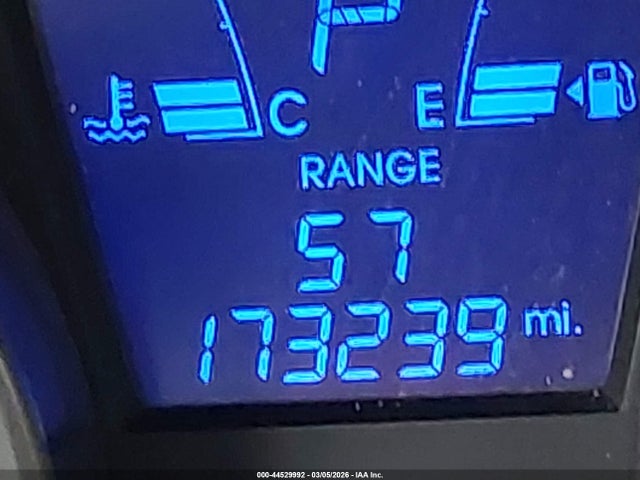 P
C E
RANGE
57
173239 mi.
000-44529992 - 03/05/2026 - IAA Inc.